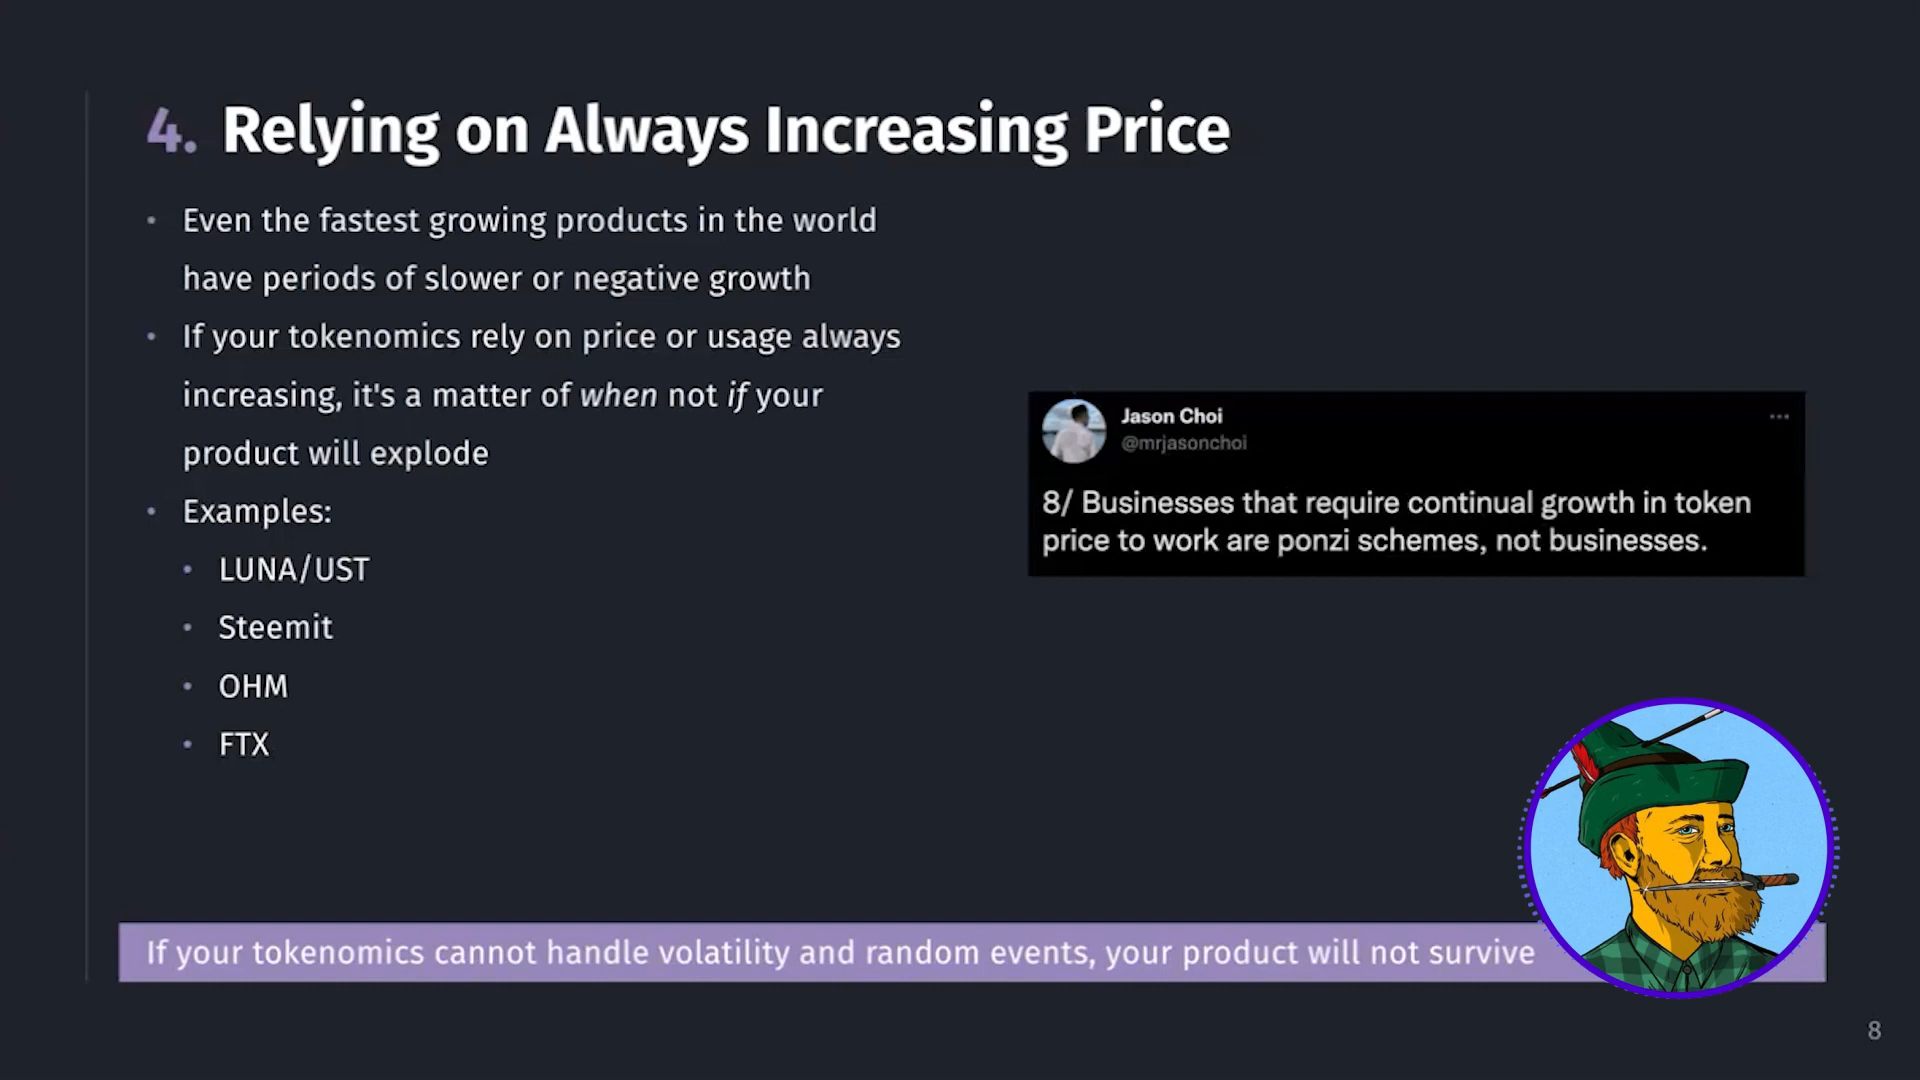 4. Relying on Always Increasing Price
• Even the fastest growing products in the world
have periods of slower or negative growth
• If your tokenomics rely on price or usage always
increasing, it's a matter of when not if your
product will explode
• Examples:
• LUNA/UST
• Steemit
• OHM
• FTX
Jason Choi
@mrjasonchoi
8/ Businesses that require continual growth in token
price to work are ponzi schemes, not businesses.
If your tokenomics cannot handle volatility and random events, your product will not survive
8